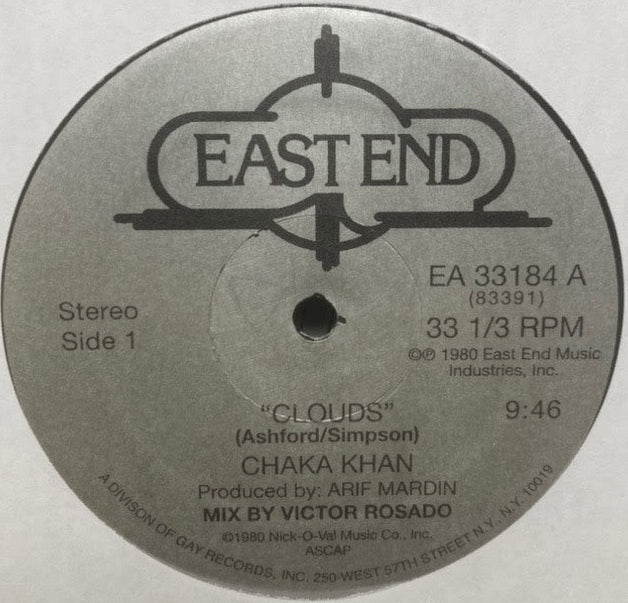 EAST END
EA 33184 A
(83391)
33 1/3 RPM
©℗ 1980 East End Music
Industries, Inc.
Stereo
Side 1
9:46
"CLOUDS"
(Ashford/Simpson)
CHAKA KHAN
Produced by: ARIF MARDIN
MIX BY VICTOR ROSADO
©1980 Nick-O-Val Music Co., Inc.
ASCAP
A DIVISON OF GAY RECORDS, INC. 250 WEST 57TH STREET N.Y., N.Y. 10019